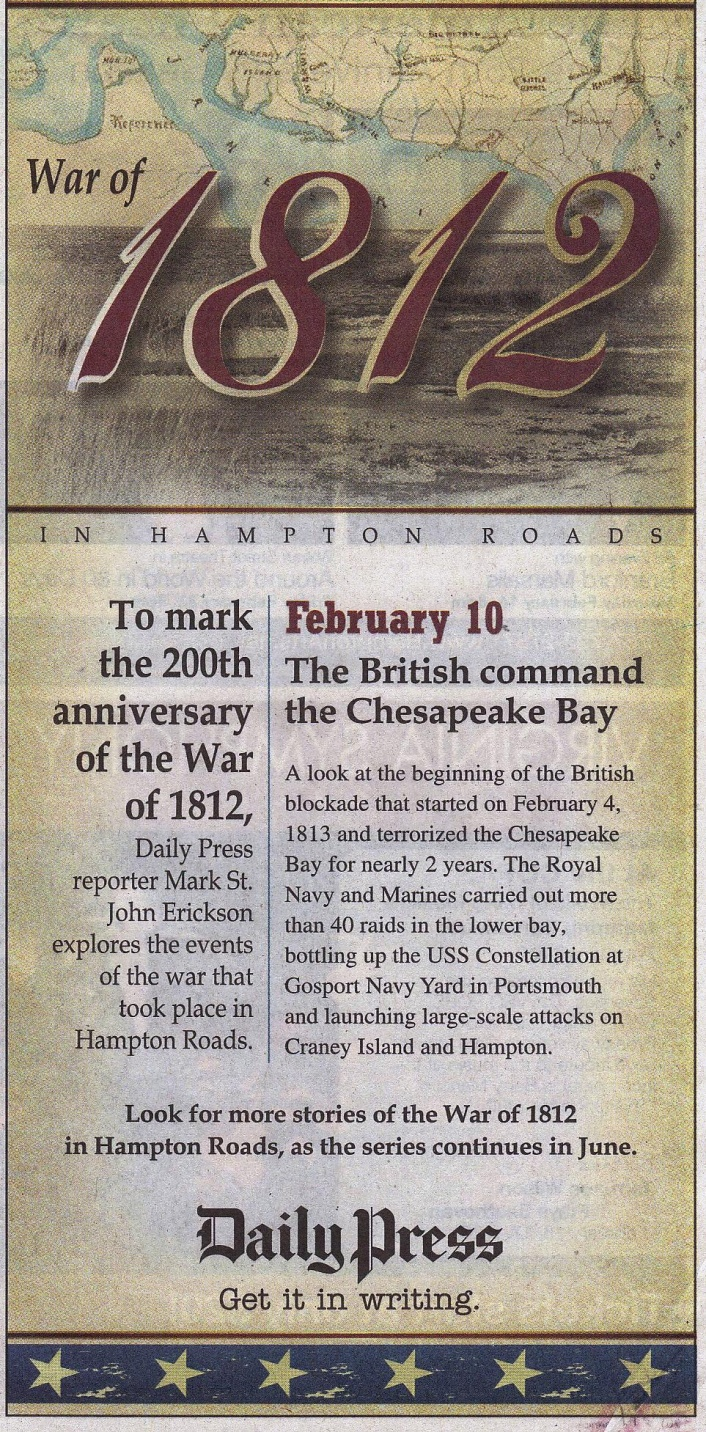 War of
1812
IN HAMPTON ROADS
To mark
the 200th
anniversary
of the War
of 1812,
Daily Press
reporter Mark St.
John Erickson
explores the events
of the war that
took place in
Hampton Roads.
February 10
The British command
the Chesapeake Bay
A look at the beginning of the British
blockade that started on February 4,
1813 and terrorized the Chesapeake
Bay for nearly 2 years. The Royal
Navy and Marines carried out more
than 40 raids in the lower bay,
bottling up the USS Constellation at
Gosport Navy Yard in Portsmouth
and launching large-scale attacks on
Craney Island and Hampton.
Look for more stories of the War of 1812
in Hampton Roads, as the series continues in June.
Daily Press
Get it in writing.